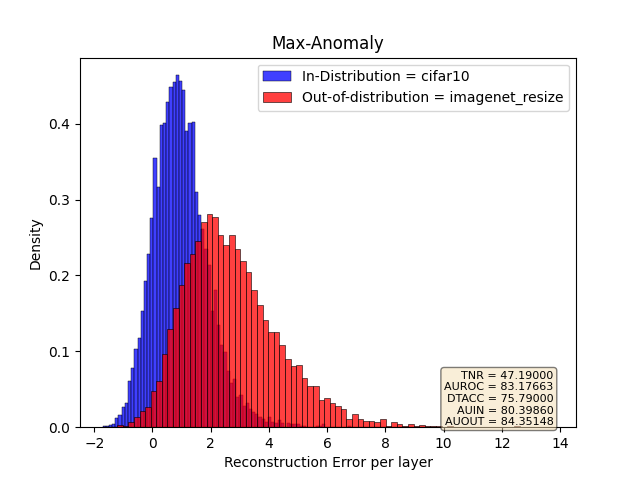 Max-Anomaly
In-Distribution = cifar10
Out-of-distribution = imagenet_resize
Density
0.4
0.3
0.2
0.1
0.0
TNR = 47.19000
AUROC = 83.17663
DTACC = 75.79000
AUIN = 80.39860
AUOUT = 84.35148
−2 0 2 4 6 8 10 12 14
Reconstruction Error per layer